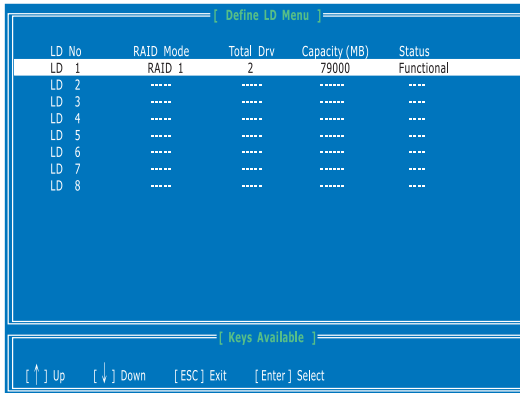 [ Define LD Menu ]
LD No RAID Mode Total Drv Capacity (MB) Status
LD 1 RAID 1 2 79000 Functional
LD 2 ----- ----- ------ ----
LD 3 ----- ----- ------ ----
LD 4 ----- ----- ------ ----
LD 5 ----- ----- ------ ----
LD 6 ----- ----- ------ ----
LD 7 ----- ----- ------ ----
LD 8 ----- ----- ------ ----
[ Keys Available ]
[ ↑ ] Up [ ↓ ] Down [ ESC ] Exit [ Enter ] Select